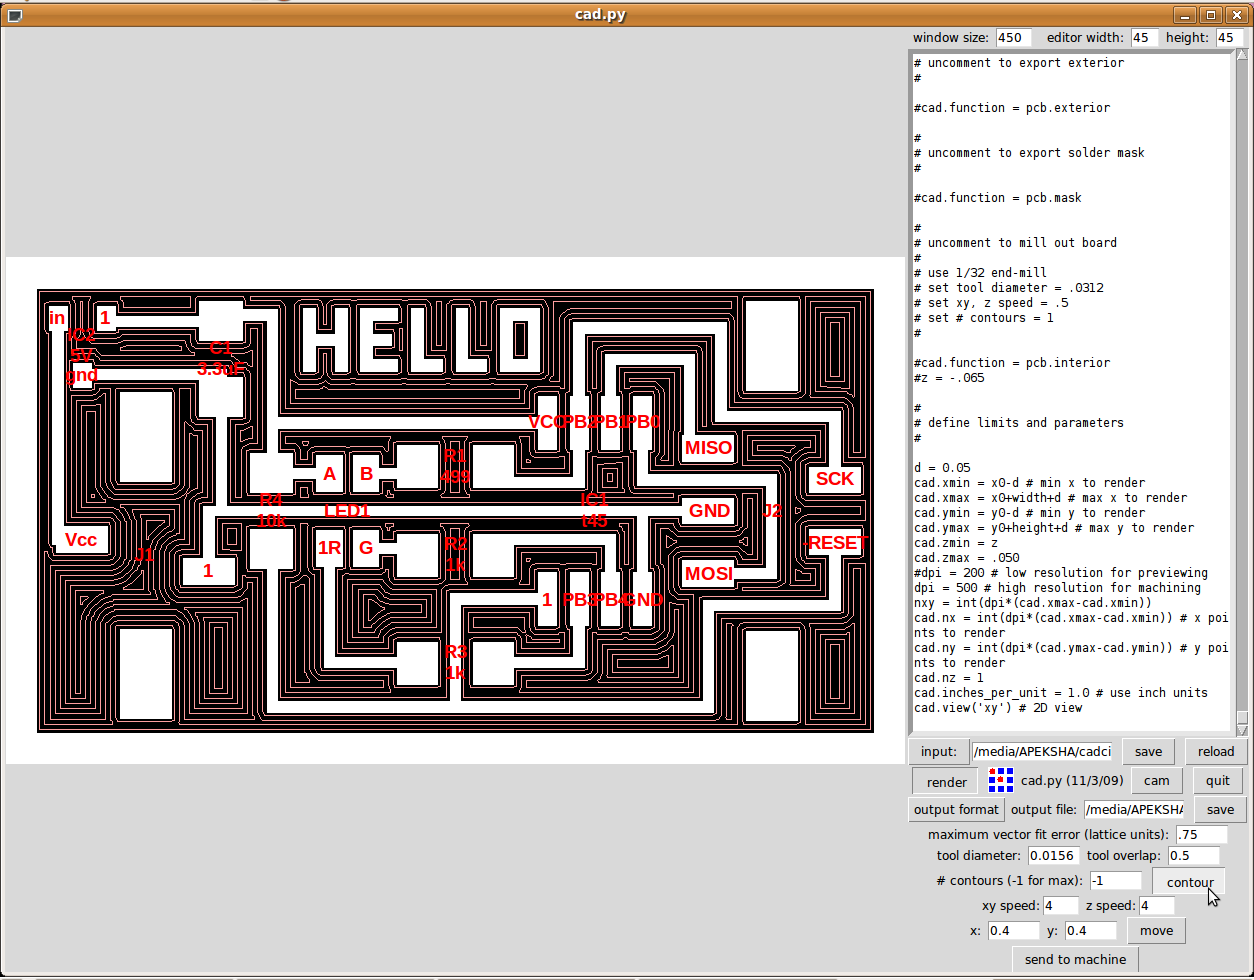 cad.py
window size: 450 editor width: 45 height: 45
# uncomment to export exterior
#
#cad.function = pcb.exterior
#
# uncomment to export solder mask
#
#cad.function = pcb.mask
#
# uncomment to mill out board
#
# use 1/32 end-mill
# set tool diameter = .0312
# set xy, z speed = .5
# set # contours = 1
#
#cad.function = pcb.interior
#z = -.065
#
# define limits and parameters
#
d = 0.05
cad.xmin = x0-d # min x to render
cad.xmax = x0+width+d # max x to render
cad.ymin = y0-d # min y to render
cad.ymax = y0+height+d # max y to render
cad.zmin = z
cad.zmax = .050
#dpi = 200 # low resolution for previewing
dpi = 500 # high resolution for machining
nxy = int(dpi*(cad.xmax-cad.xmin))
cad.nx = int(dpi*(cad.xmax-cad.xmin)) # x poi
nts to render
cad.ny = int(dpi*(cad.ymax-cad.ymin)) # y poi
nts to render
cad.nz = 1
cad.inches_per_unit = 1.0 # use inch units
cad.view('xy') # 2D view
input: /media/APEKSHA/cadci save reload
render cad.py (11/3/09) cam quit
output format output file: /media/APEKSHA save
maximum vector fit error (lattice units): .75
tool diameter: 0.0156 tool overlap: 0.5
# contours (-1 for max): -1 contour
xy speed: 4 z speed: 4
x: 0.4 y: 0.4 move
send to machine
HELLO
in 1
IC2
5V
gnd
C1
3.3uf
VCC PB2 PB1 PB0
MISO
R1
499
A B
SCK
R4
10k
LED1
IC1
t45
GND J2
Vcc
J1
1
1R G
R2
1k
-RESET
MOSI
1 PB3 PB4 GND
R3
1k